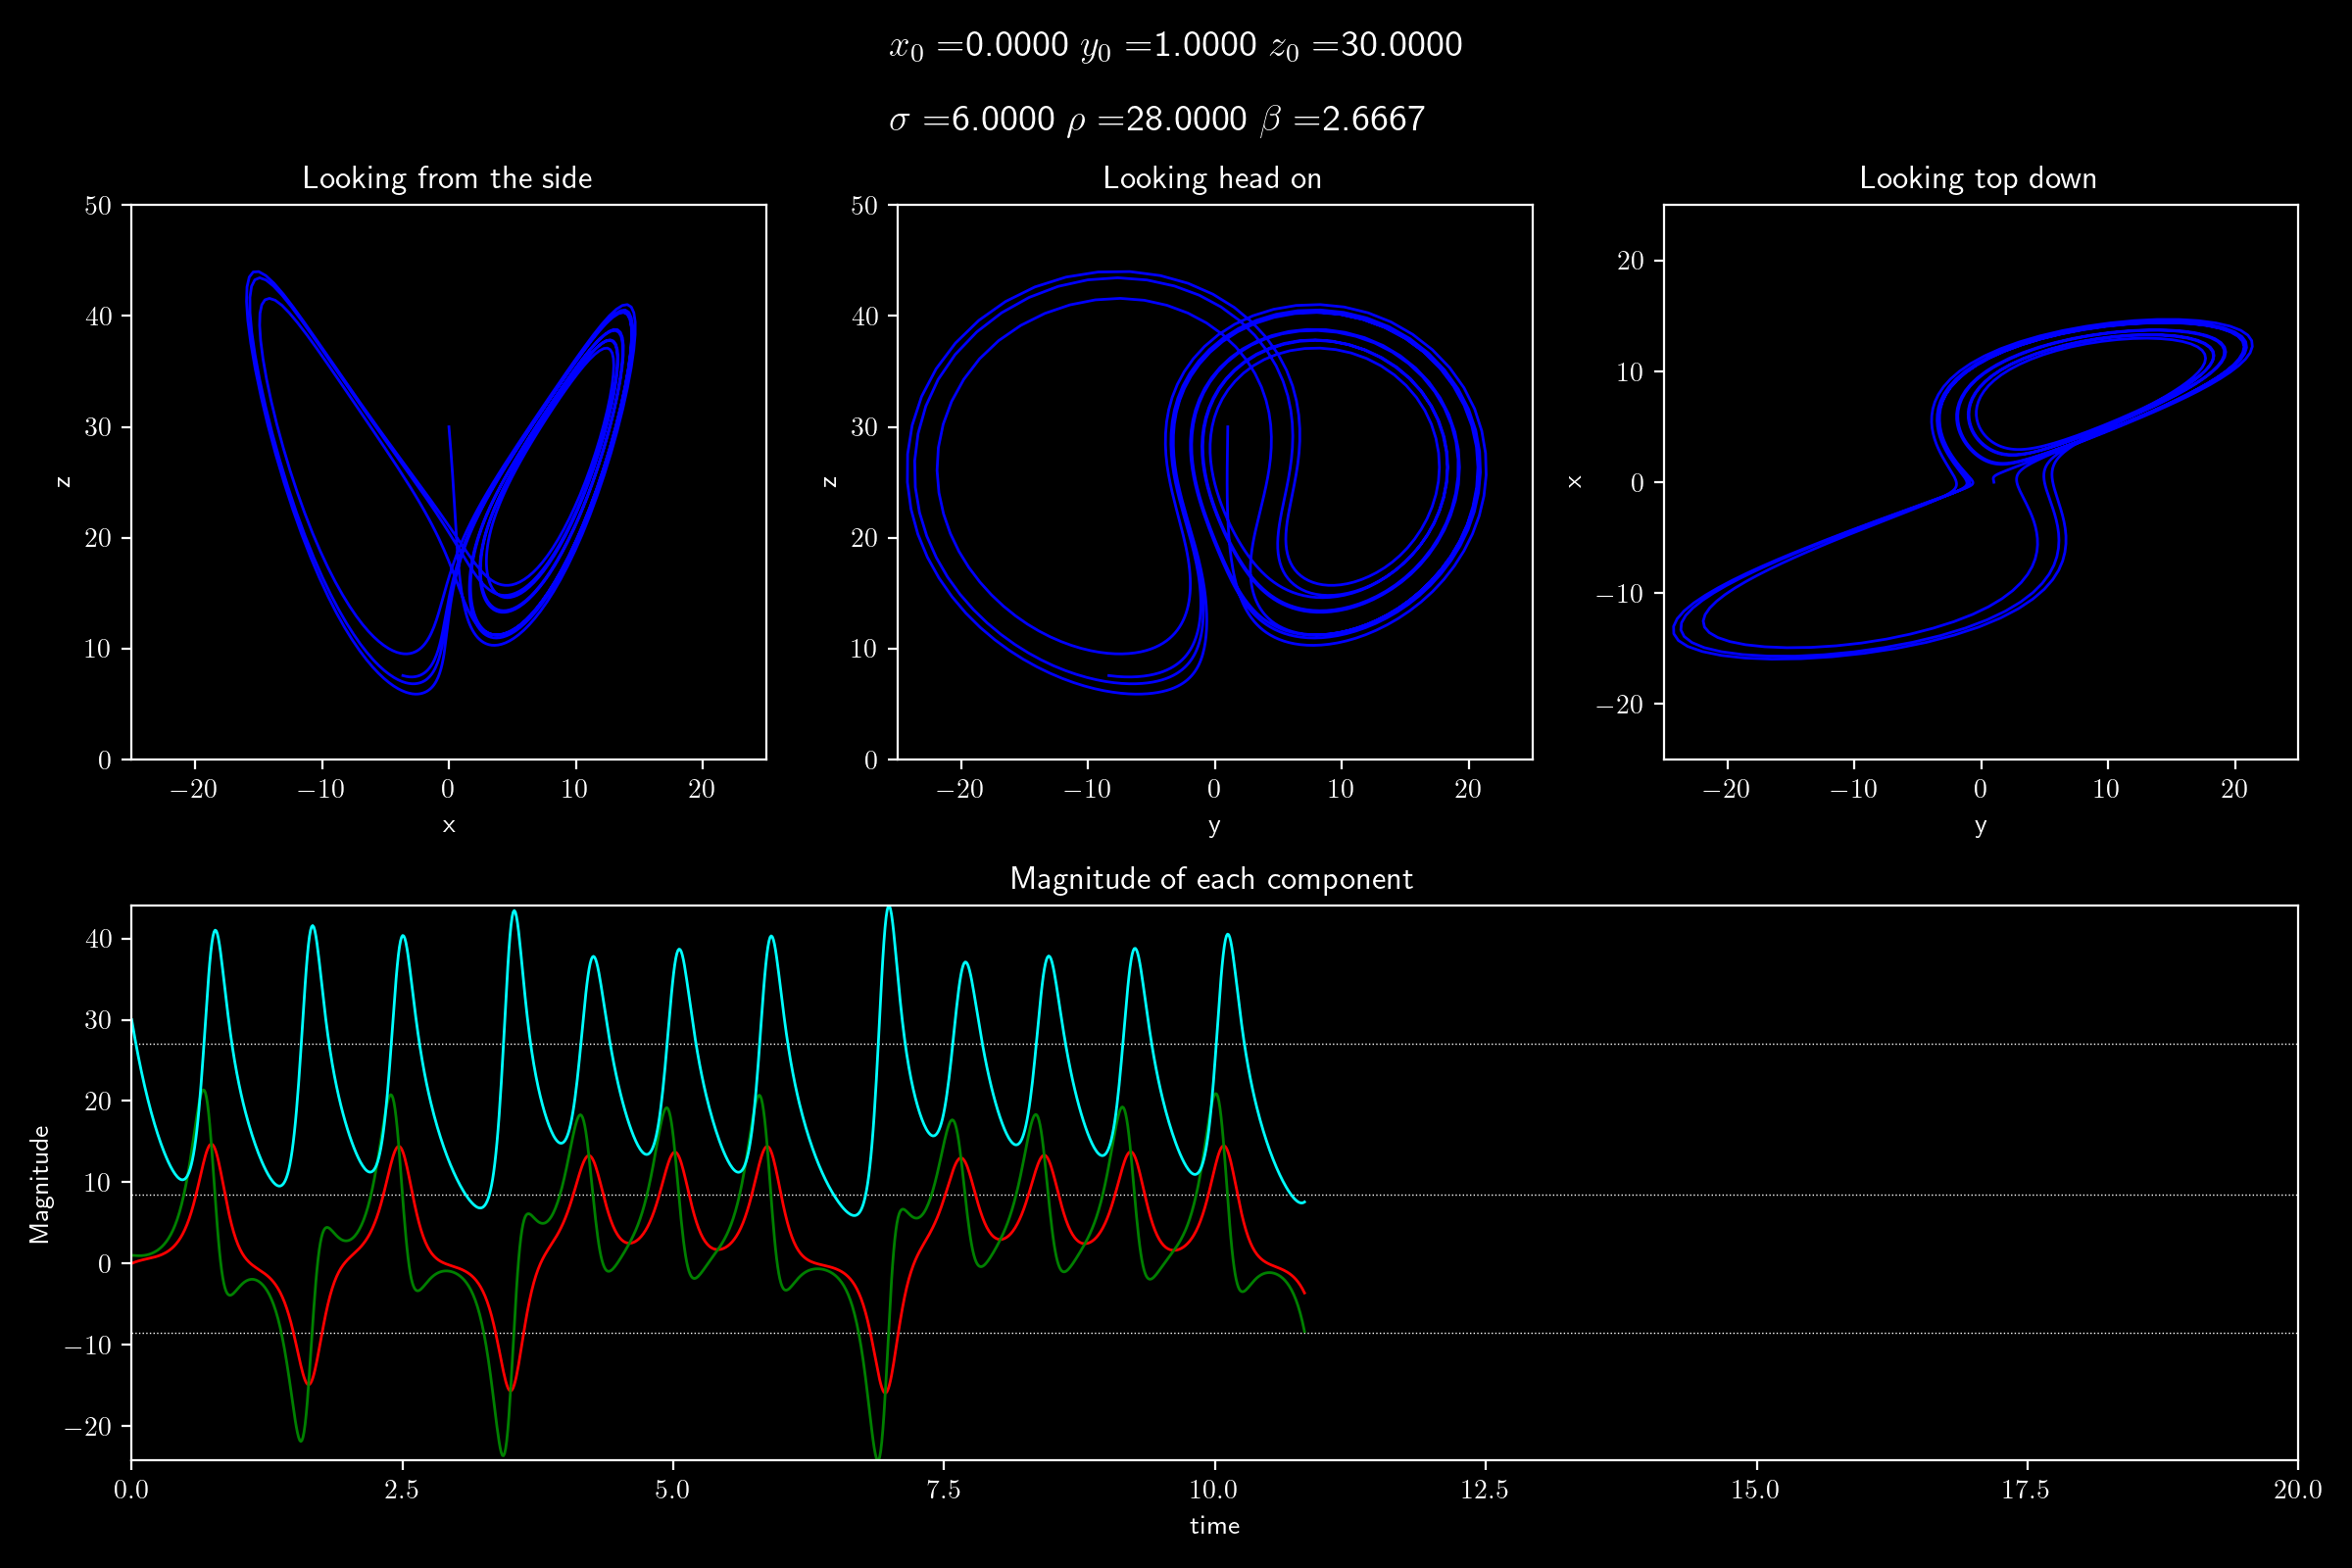 x₀ =0.0000 y₀ =1.0000 z₀ =30.0000
σ =6.0000 ρ =28.0000 β =2.6667
Looking from the side
50
40
30
20
10
0
z
−20 −10 0 10 20
x
Looking head on
50
40
30
20
10
0
z
−20 −10 0 10 20
y
Looking top down
20
10
0
−10
−20
x
−20 −10 0 10 20
y
Magnitude of each component
40
30
20
10
0
−10
−20
Magnitude
0.0 2.5 5.0 7.5 10.0 12.5 15.0 17.5 20.0
time